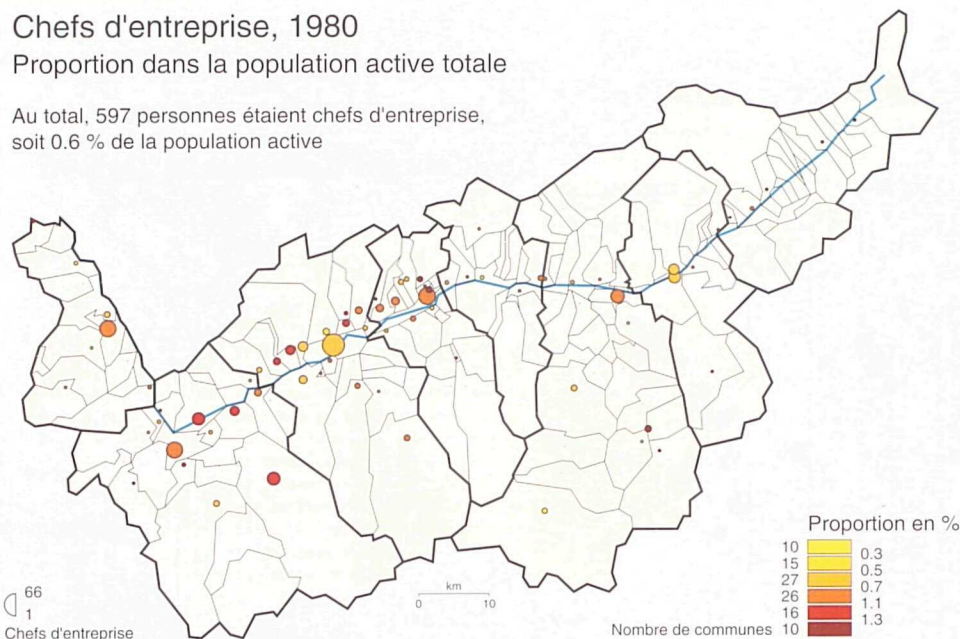 Chefs d'entreprise, 1980
Proportion dans la population active totale
Au total, 597 personnes étaient chefs d'entreprise,
soit 0.6 % de la population active
66
1
Chefs d'entreprise
km
0 10
Proportion en %
10
0.3
15
0.5
27
0.7
26
1.1
16
1.3
Nombre de communes 10